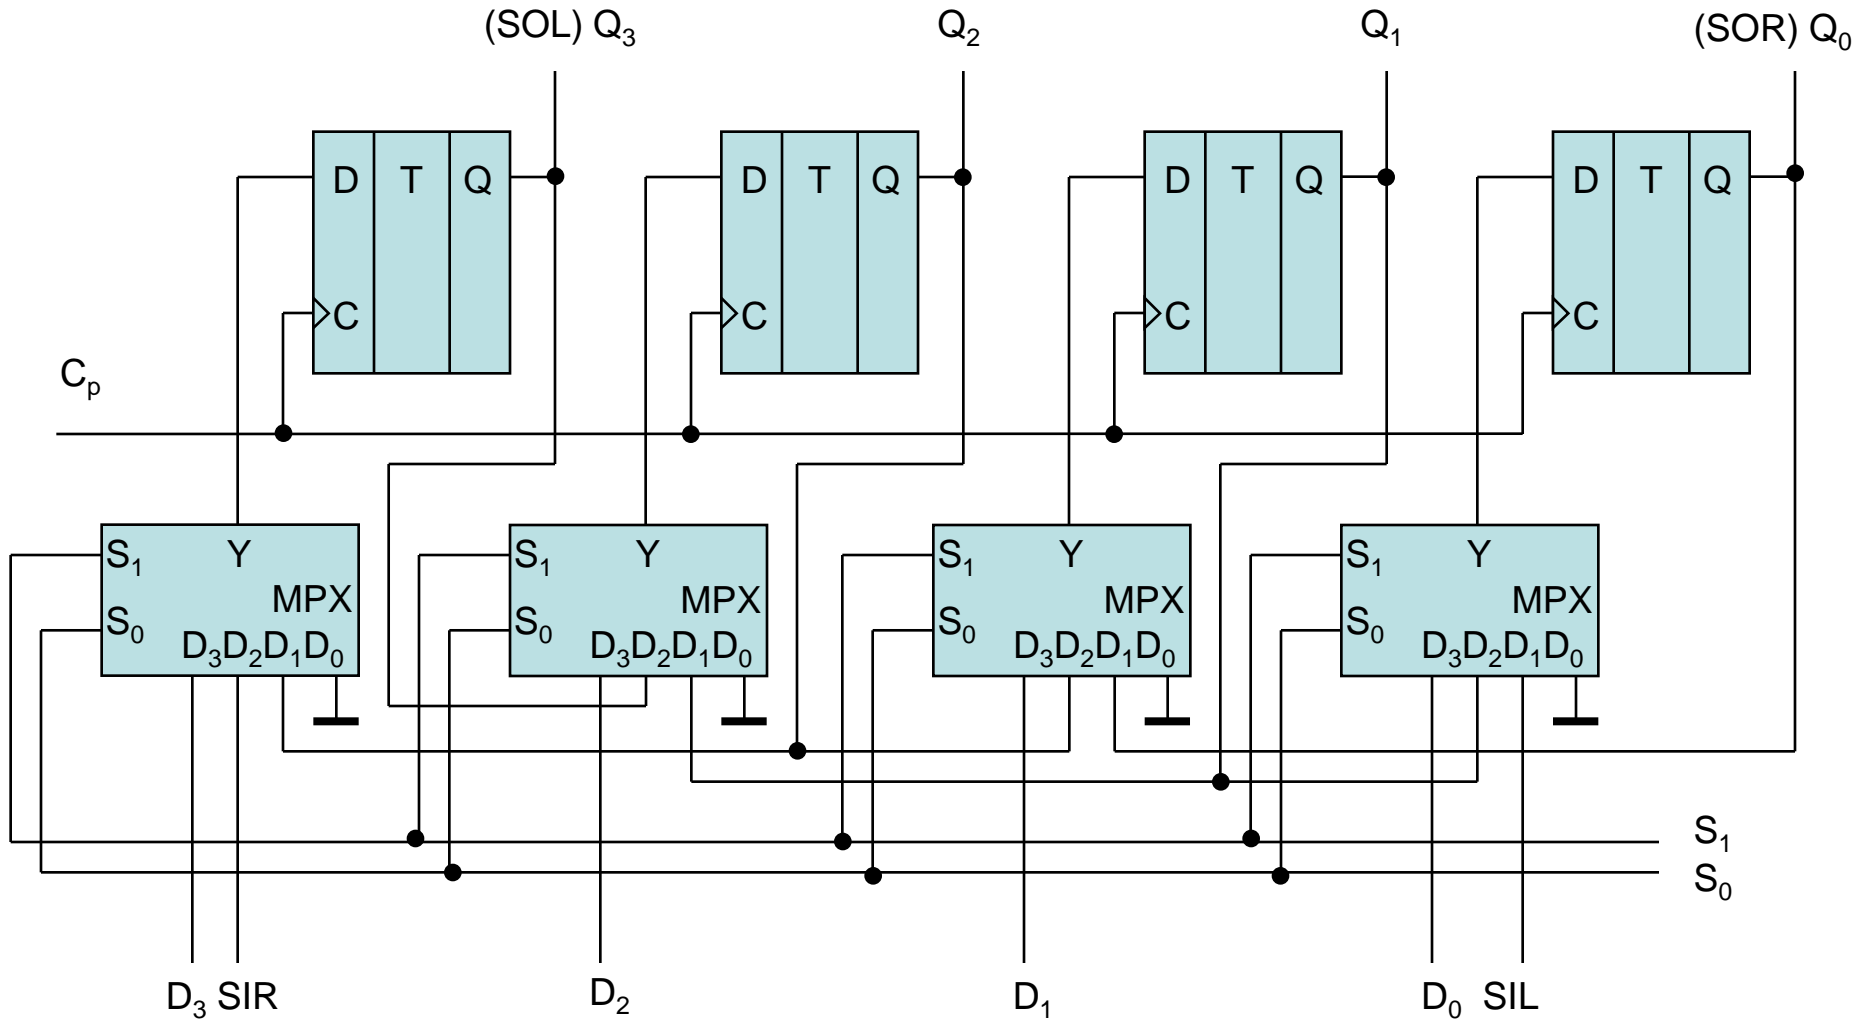 (SOL) Q₃ Q₂ Q₁ (SOR) Q₀
D T Q D T Q D T Q D T Q
C C C C
Cₚ
S₁ Y S₁ Y S₁ Y S₁ Y
MPX MPX MPX MPX
S₀ S₀ S₀ S₀
D₃D₂D₁D₀ D₃D₂D₁D₀ D₃D₂D₁D₀ D₃D₂D₁D₀
S₁
S₀
D₃ SIR D₂ D₁ D₀ SIL